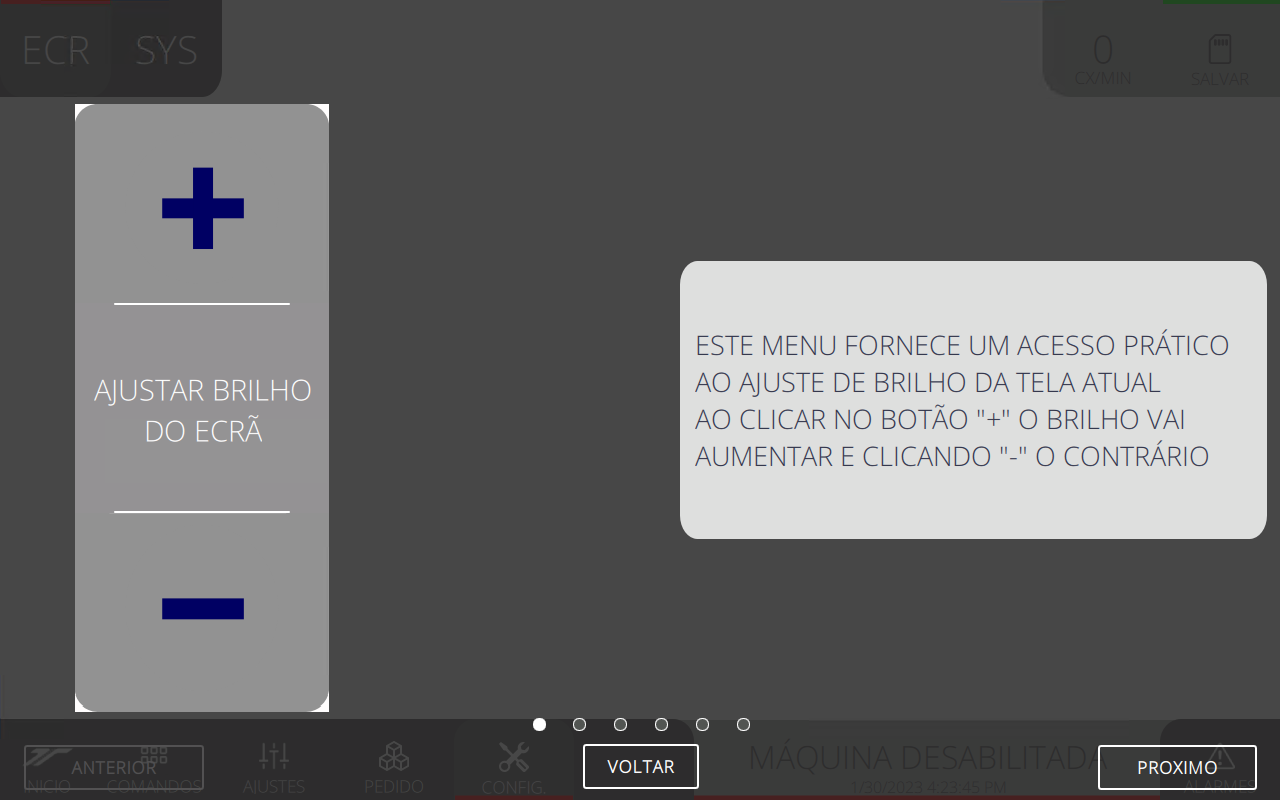 ECR SYS
0
CX/MIN
SALVAR
AJUSTAR BRILHO
DO ECRÃ
ESTE MENU FORNECE UM ACESSO PRÁTICO
AO AJUSTE DE BRILHO DA TELA ATUAL
AO CLICAR NO BOTÃO "+" O BRILHO VAI
AUMENTAR E CLICANDO "-" O CONTRÁRIO
ANTERIOR
INICIO
COMANDOS
AJUSTES
PEDIDO
CONFIG.
VOLTAR
MÁQUINA DESABILITADA
1/30/2023 4:23:45 PM
PROXIMO
ALARMES